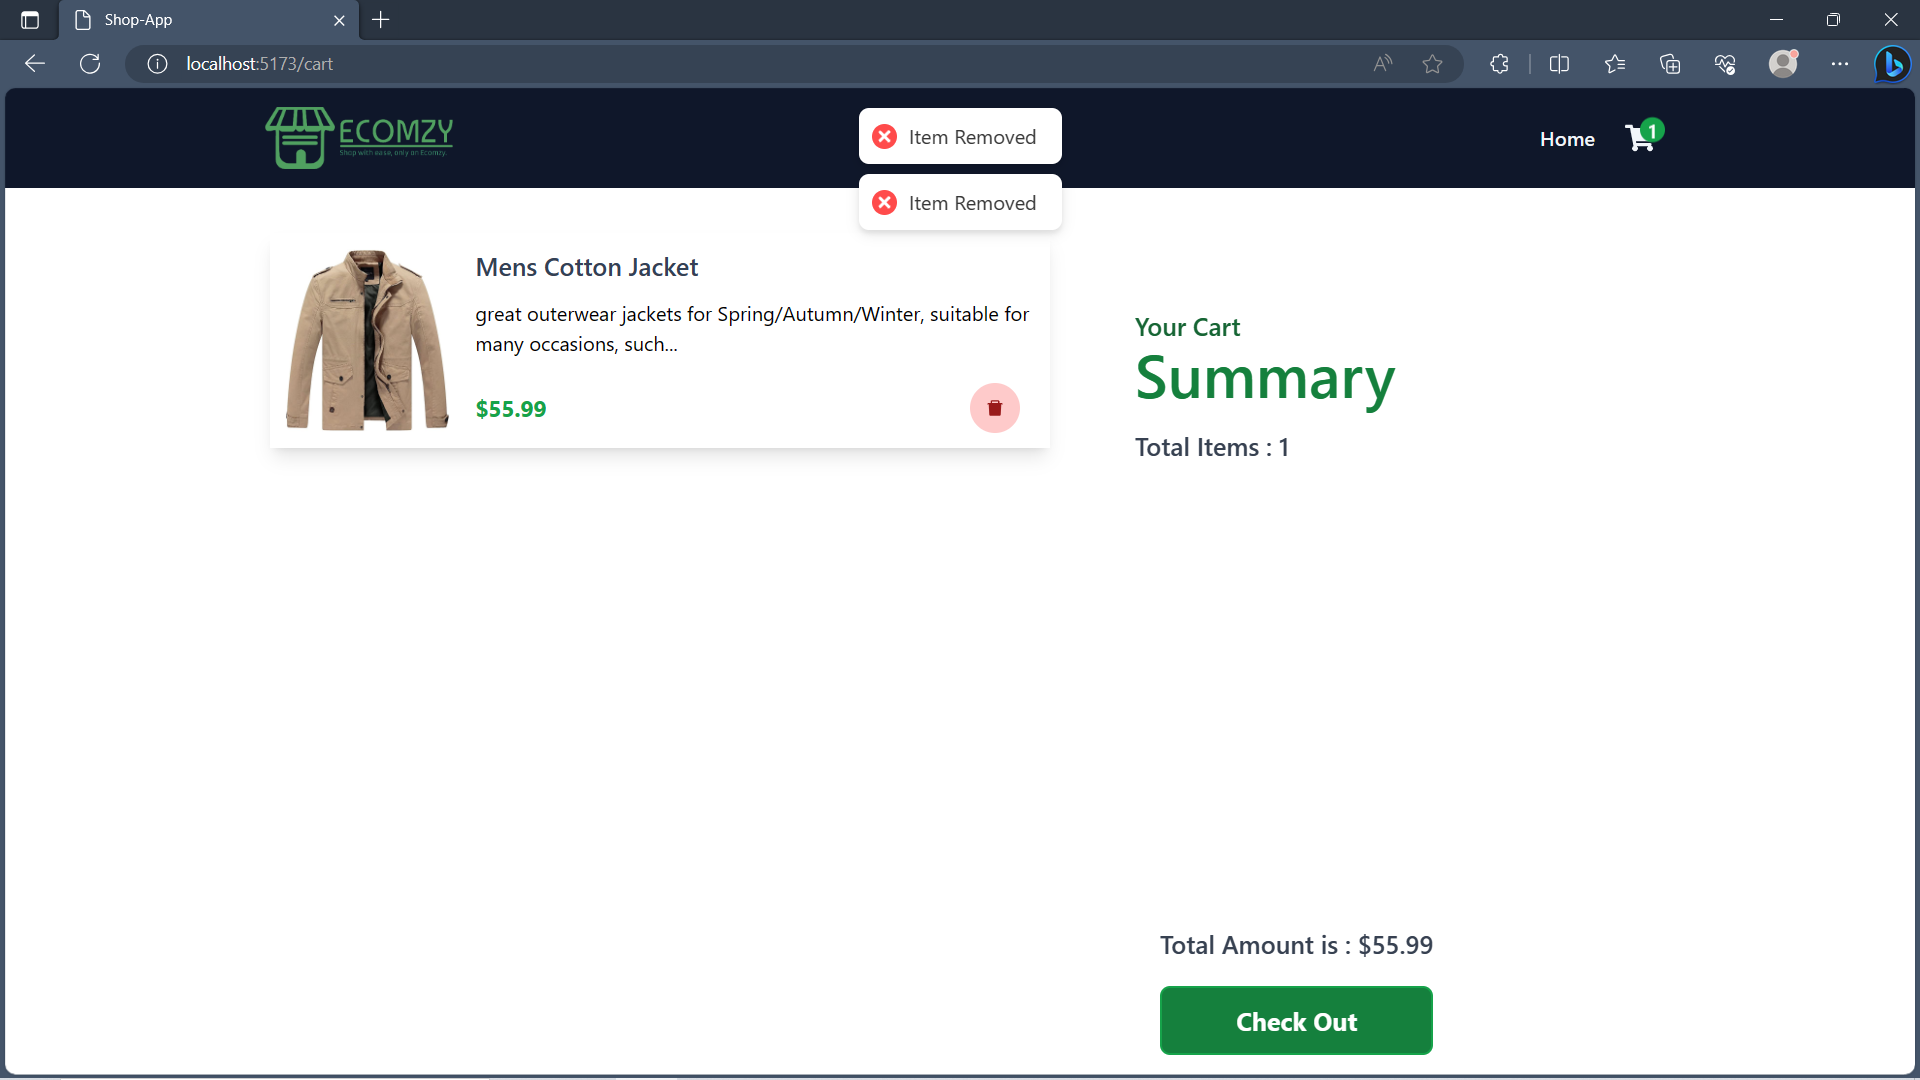 Shop-App
localhost:5173/cart
ECOMZY
Shop with ease, only on Ecomzy.
Item Removed
Item Removed
Home
1
Mens Cotton Jacket
great outerwear jackets for Spring/Autumn/Winter, suitable for
many occasions, such...
$55.99
Your Cart
Summary
Total Items : 1
Total Amount is : $55.99
Check Out